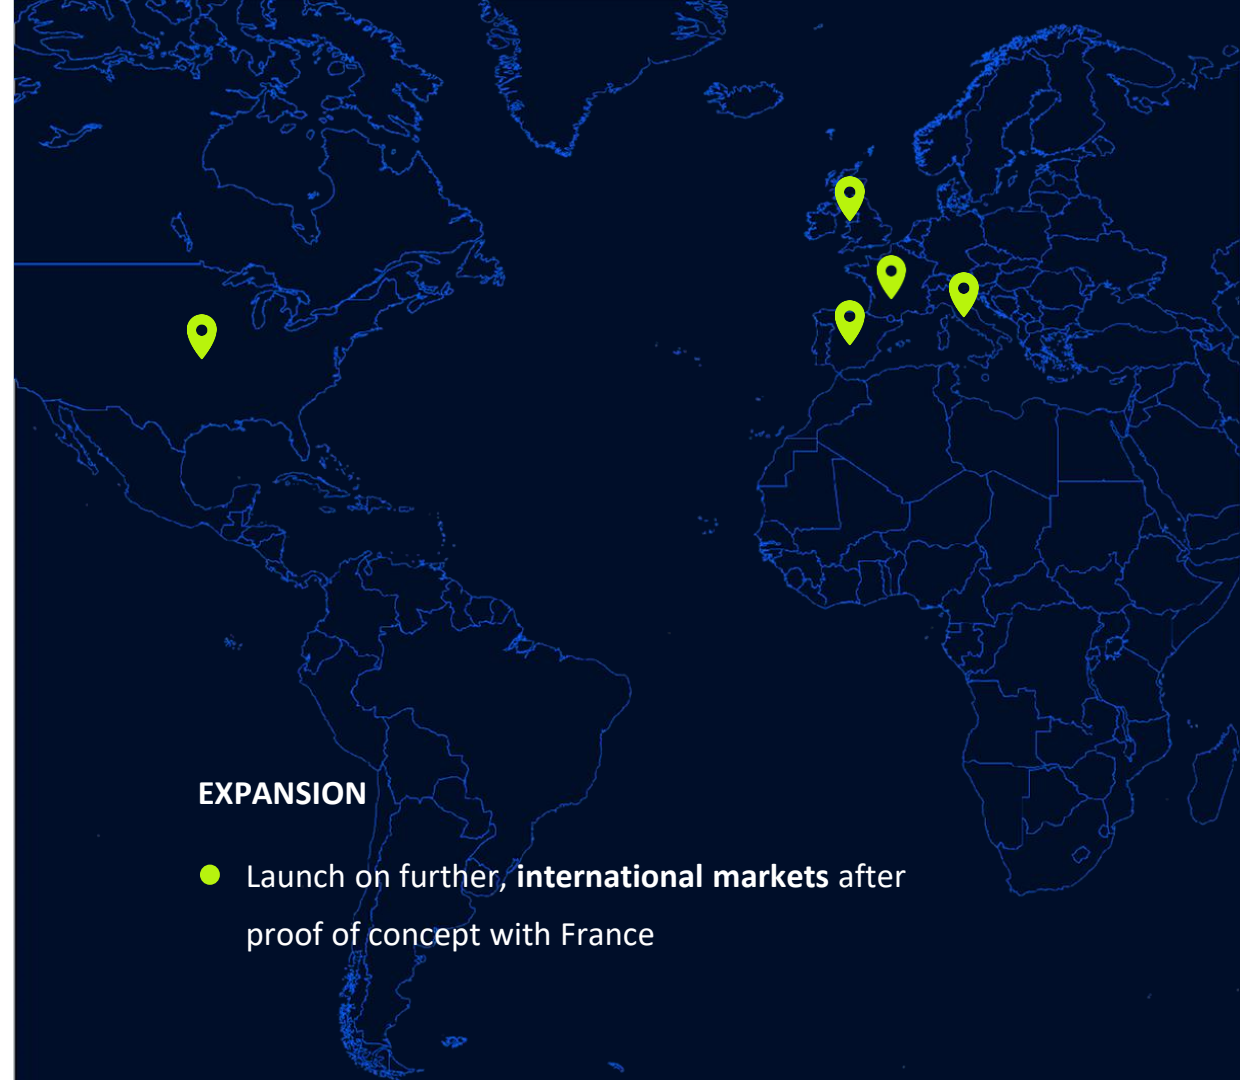 EXPANSION
Launch on further, international markets after
proof of concept with France